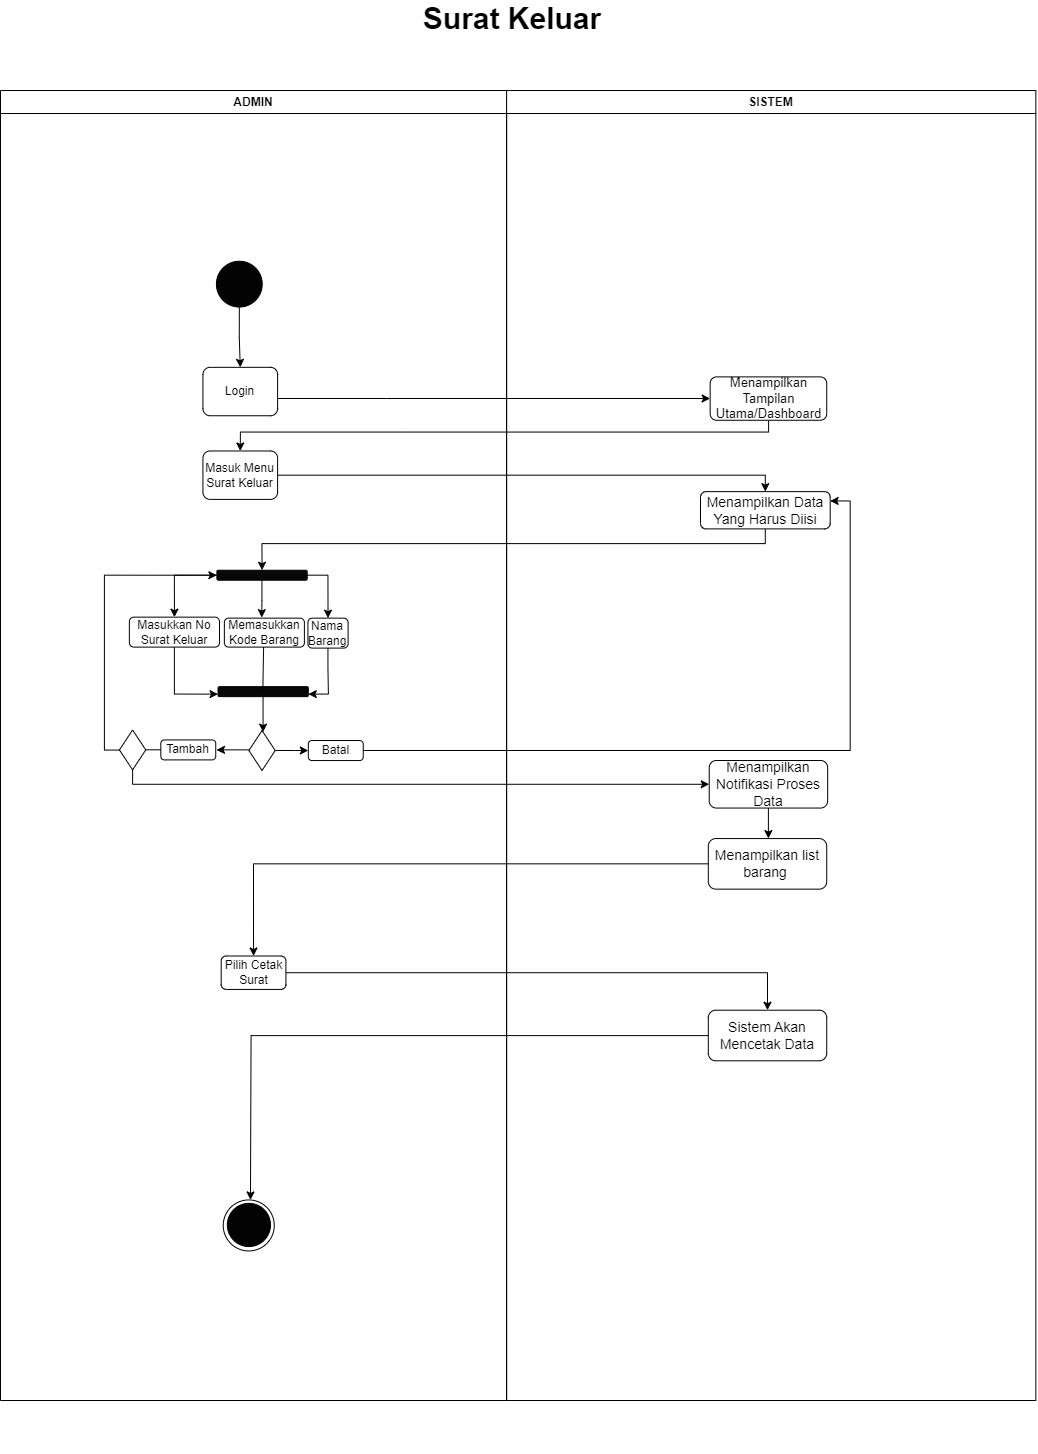 Surat Keluar
ADMIN
SISTEM
Login
Menampilkan
Tampilan
Utama/Dashboard
Masuk Menu
Surat Keluar
Menampilkan Data
Yang Harus Diisi
Masukkan No
Surat Keluar
Memasukkan
Kode Barang
Nama
Barang
Tambah
Batal
Menampilkan
Notifikasi Proses
Data
Menampilkan list
barang
Pilih Cetak
Surat
Sistem Akan
Mencetak Data